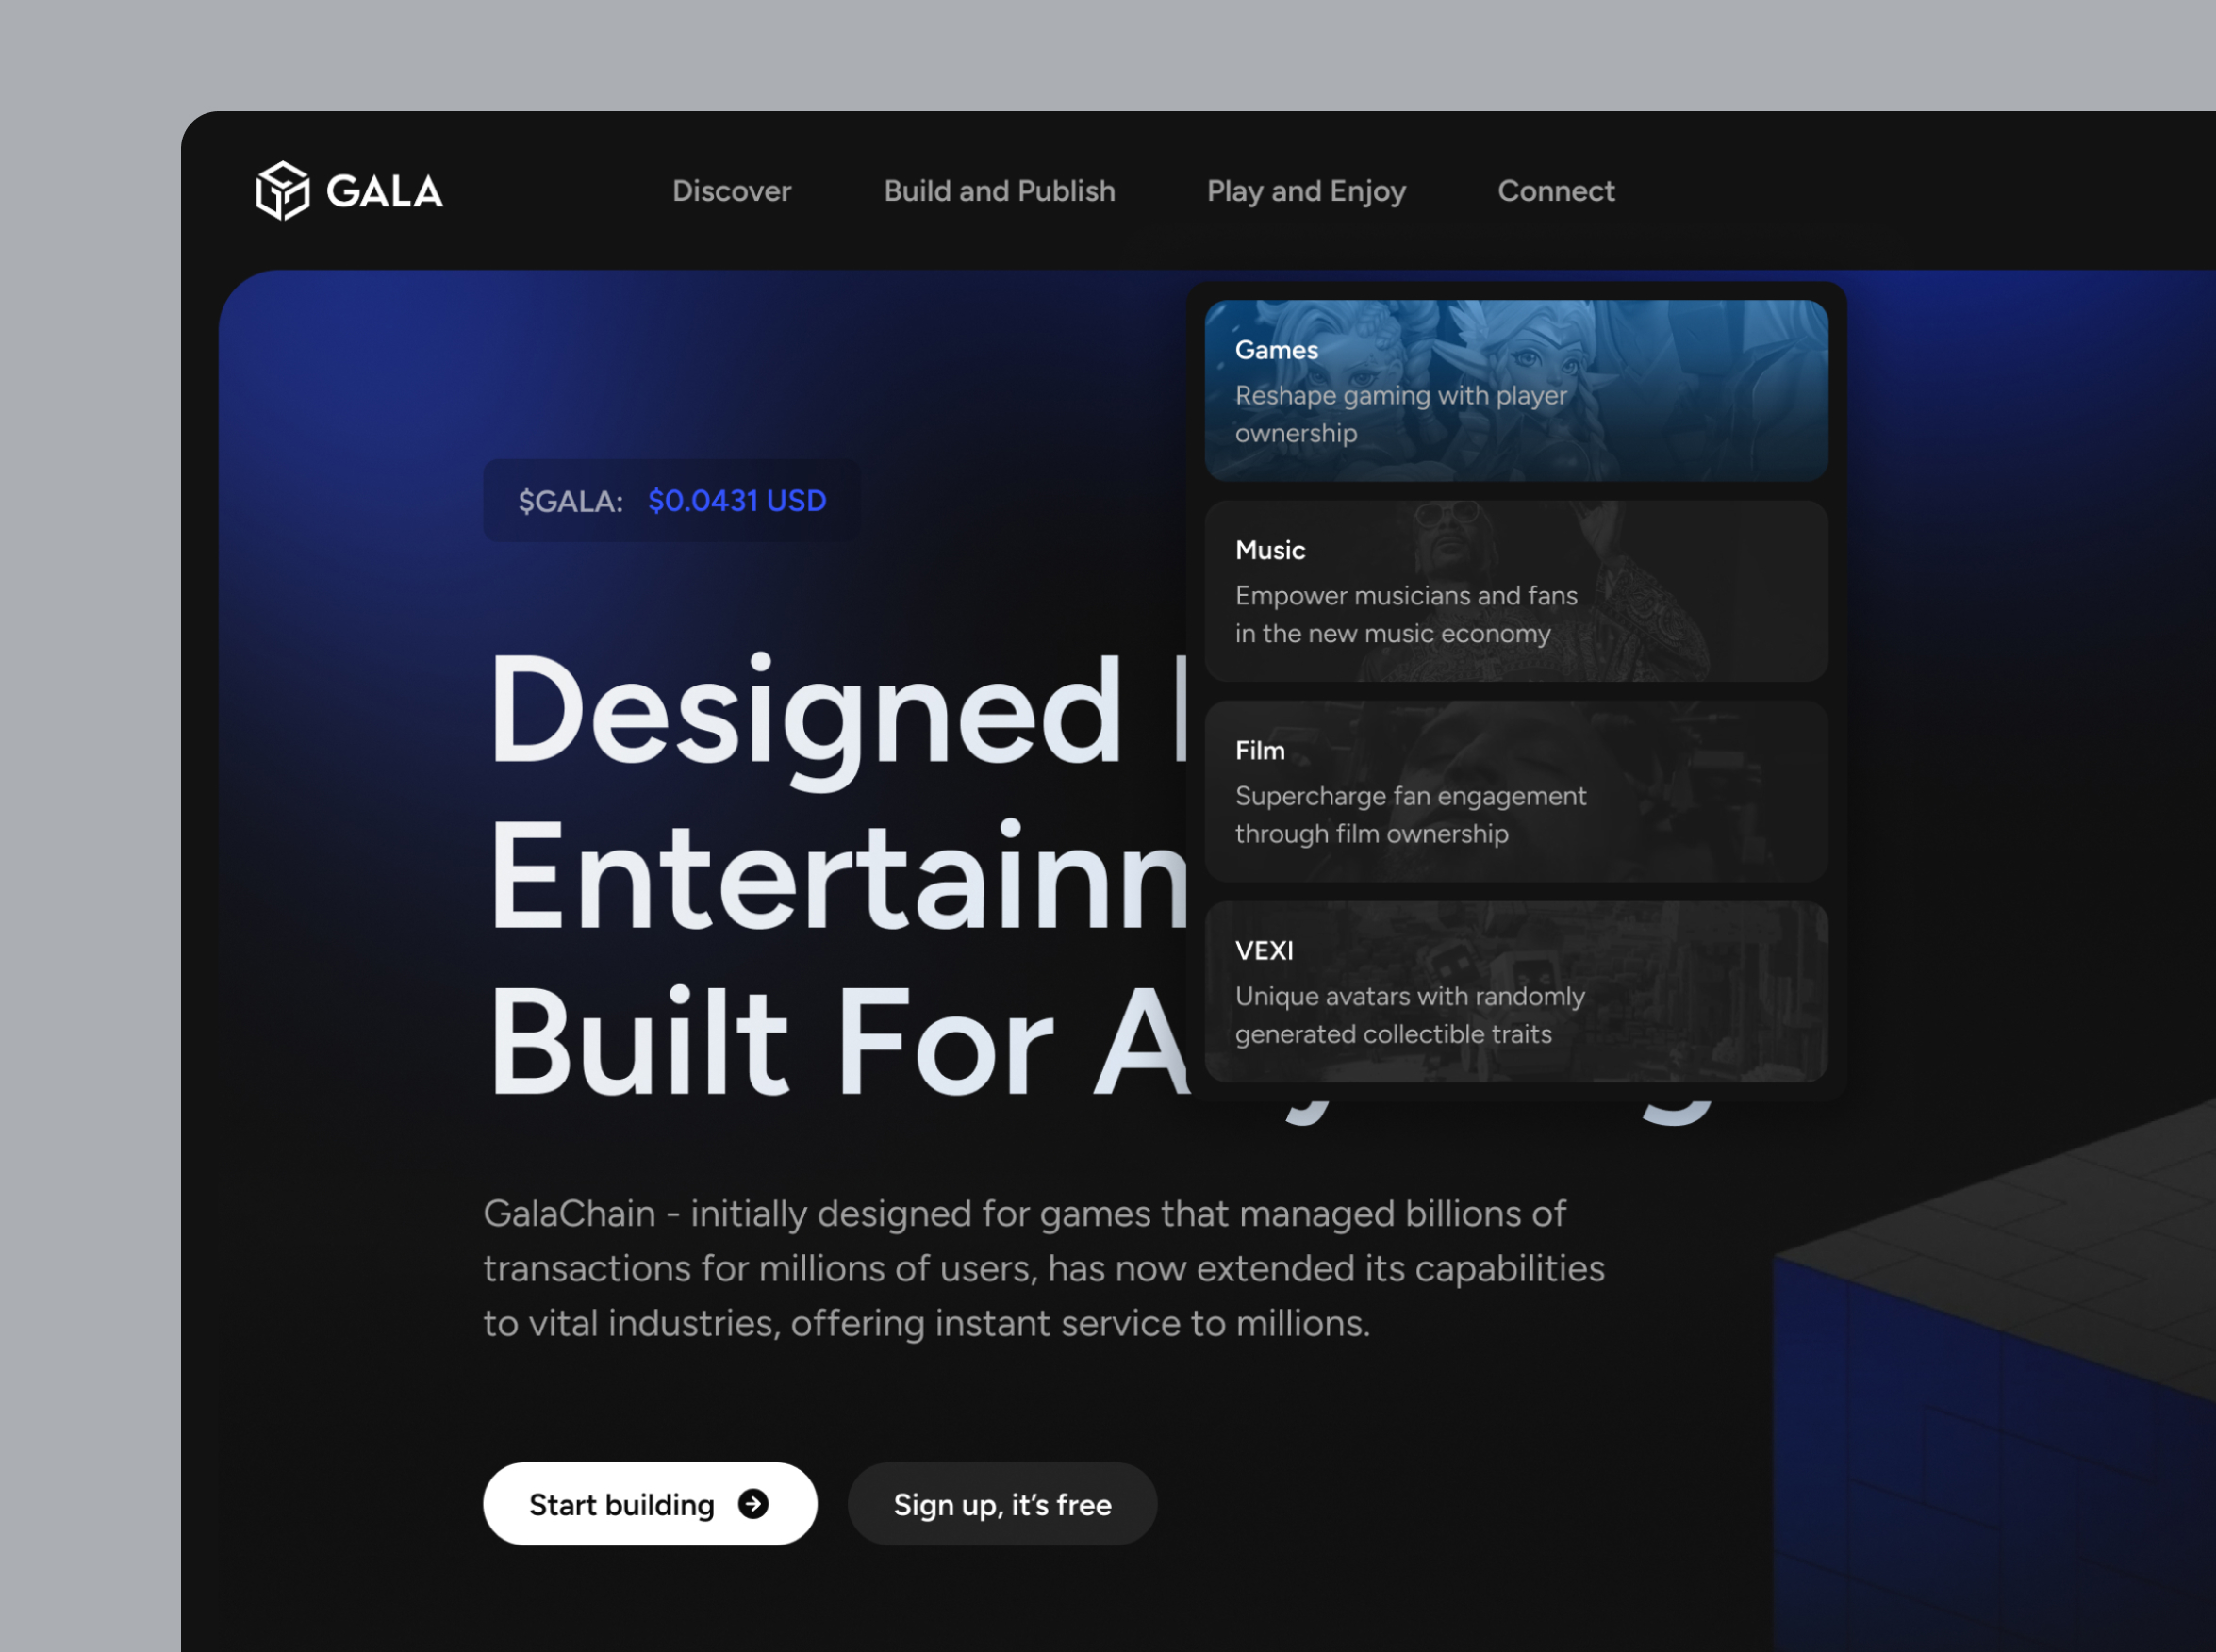 GALA
Discover
Build and Publish
Play and Enjoy
Connect
$GALA: $0.0431 USD
Designed
Built For
GalaChain - initially designed for games that managed billions of
transactions for millions of users, has now extended its capabilities
to vital industries, offering instant service to millions.
Start building
Sign up, it’s free
Games
Reshape gaming with player
ownership
Music
Empower musicians and fans
in the new music economy
Film
Supercharge fan engagement
through film ownership
VEXI
Unique avatars with randomly
generated collectible traits